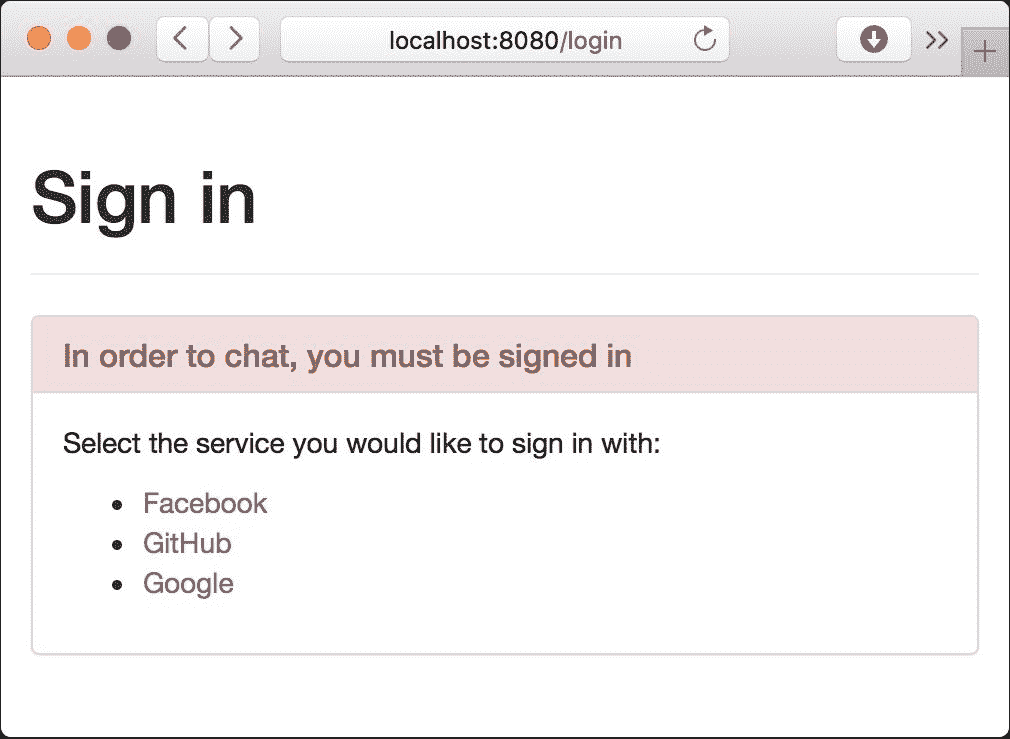 localhost:8080/login
Sign in
In order to chat, you must be signed in
Select the service you would like to sign in with:
Facebook
GitHub
Google